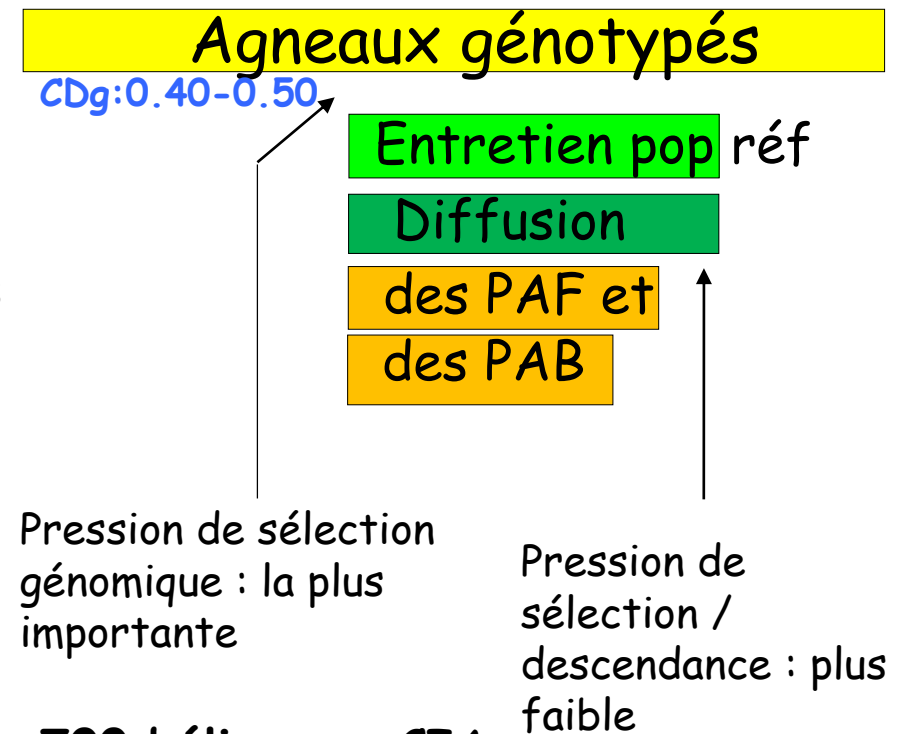 Agneaux génotypés
CDg:0.40-0.50
Entretien pop réf
Diffusion
des PAF et
des PAB
Pression de sélection
génomique : la plus
importante
Pression de
sélection /
descendance : plus
faible